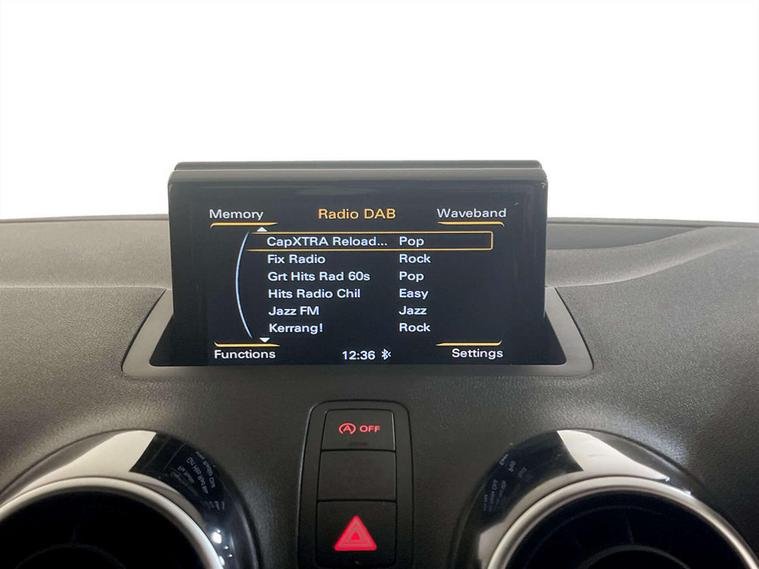 Memory Radio DAB Waveband
CapXTRA Reload... Pop
Fix Radio Rock
Grt Hits Rad 60s Pop
Hits Radio Chil Easy
Jazz FM Jazz
Kerrang! Rock
Functions 12:36 Settings
A OFF